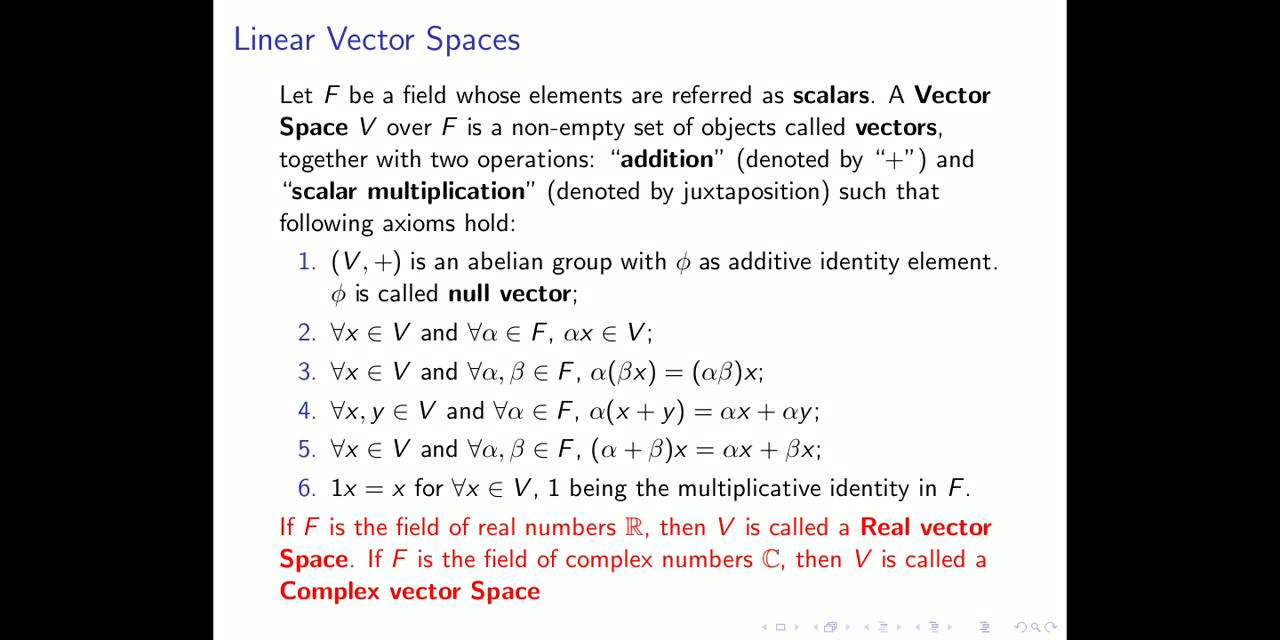 Linear Vector Spaces
Let F be a field whose elements are referred as scalars. A Vector
Space V over F is a non-empty set of objects called vectors,
together with two operations: “addition” (denoted by “+”) and
“scalar multiplication” (denoted by juxtaposition) such that
following axioms hold:
1. (V, +) is an abelian group with ϕ as additive identity element.
ϕ is called null vector;
2. ∀x ∈ V and ∀α ∈ F, αx ∈ V;
3. ∀x ∈ V and ∀α, β ∈ F, α(βx) = (αβ)x;
4. ∀x, y ∈ V and ∀α ∈ F, α(x + y) = αx + αy;
5. ∀x ∈ V and ∀α, β ∈ F, (α + β)x = αx + βx;
6. 1x = x for ∀x ∈ V, 1 being the multiplicative identity in F.
If F is the field of real numbers ℝ, then V is called a Real vector
Space. If F is the field of complex numbers ℂ, then V is called a
Complex vector Space